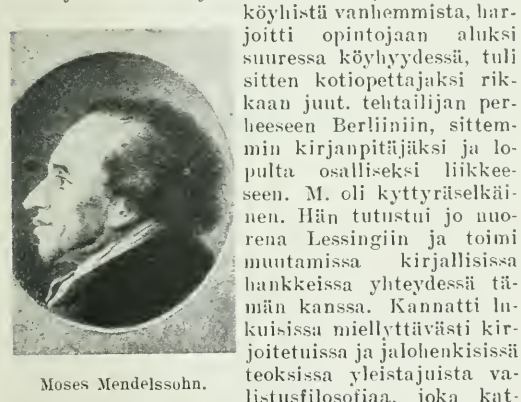 köyhistä vanhemmista, har-
joitti opintojaan aluksi
suuressa köyhyydessä, tuli
sitten kotiopettajaksi rik-
kaan juut. tehtailijan per-
heeseen Berliiniin, sittem-
min kirjanpitäjäksi ja lo-
pulta osalliseksi liikkee-
seen. M. oli kyttyräselkäi-
nen. Hän tutustui jo nuo-
rena Lessingiin ja toimi
muutamissa kirjallisissa
hankkeissa yhteydessä tä-
män kanssa. Kannatti lu-
kuisissa miellyttävästi kir-
joitetuissa ja jalohenkisissä
teoksissa yleistajuista va-
listusfilosofiaa, joka kat-
Moses Mendelssohn.